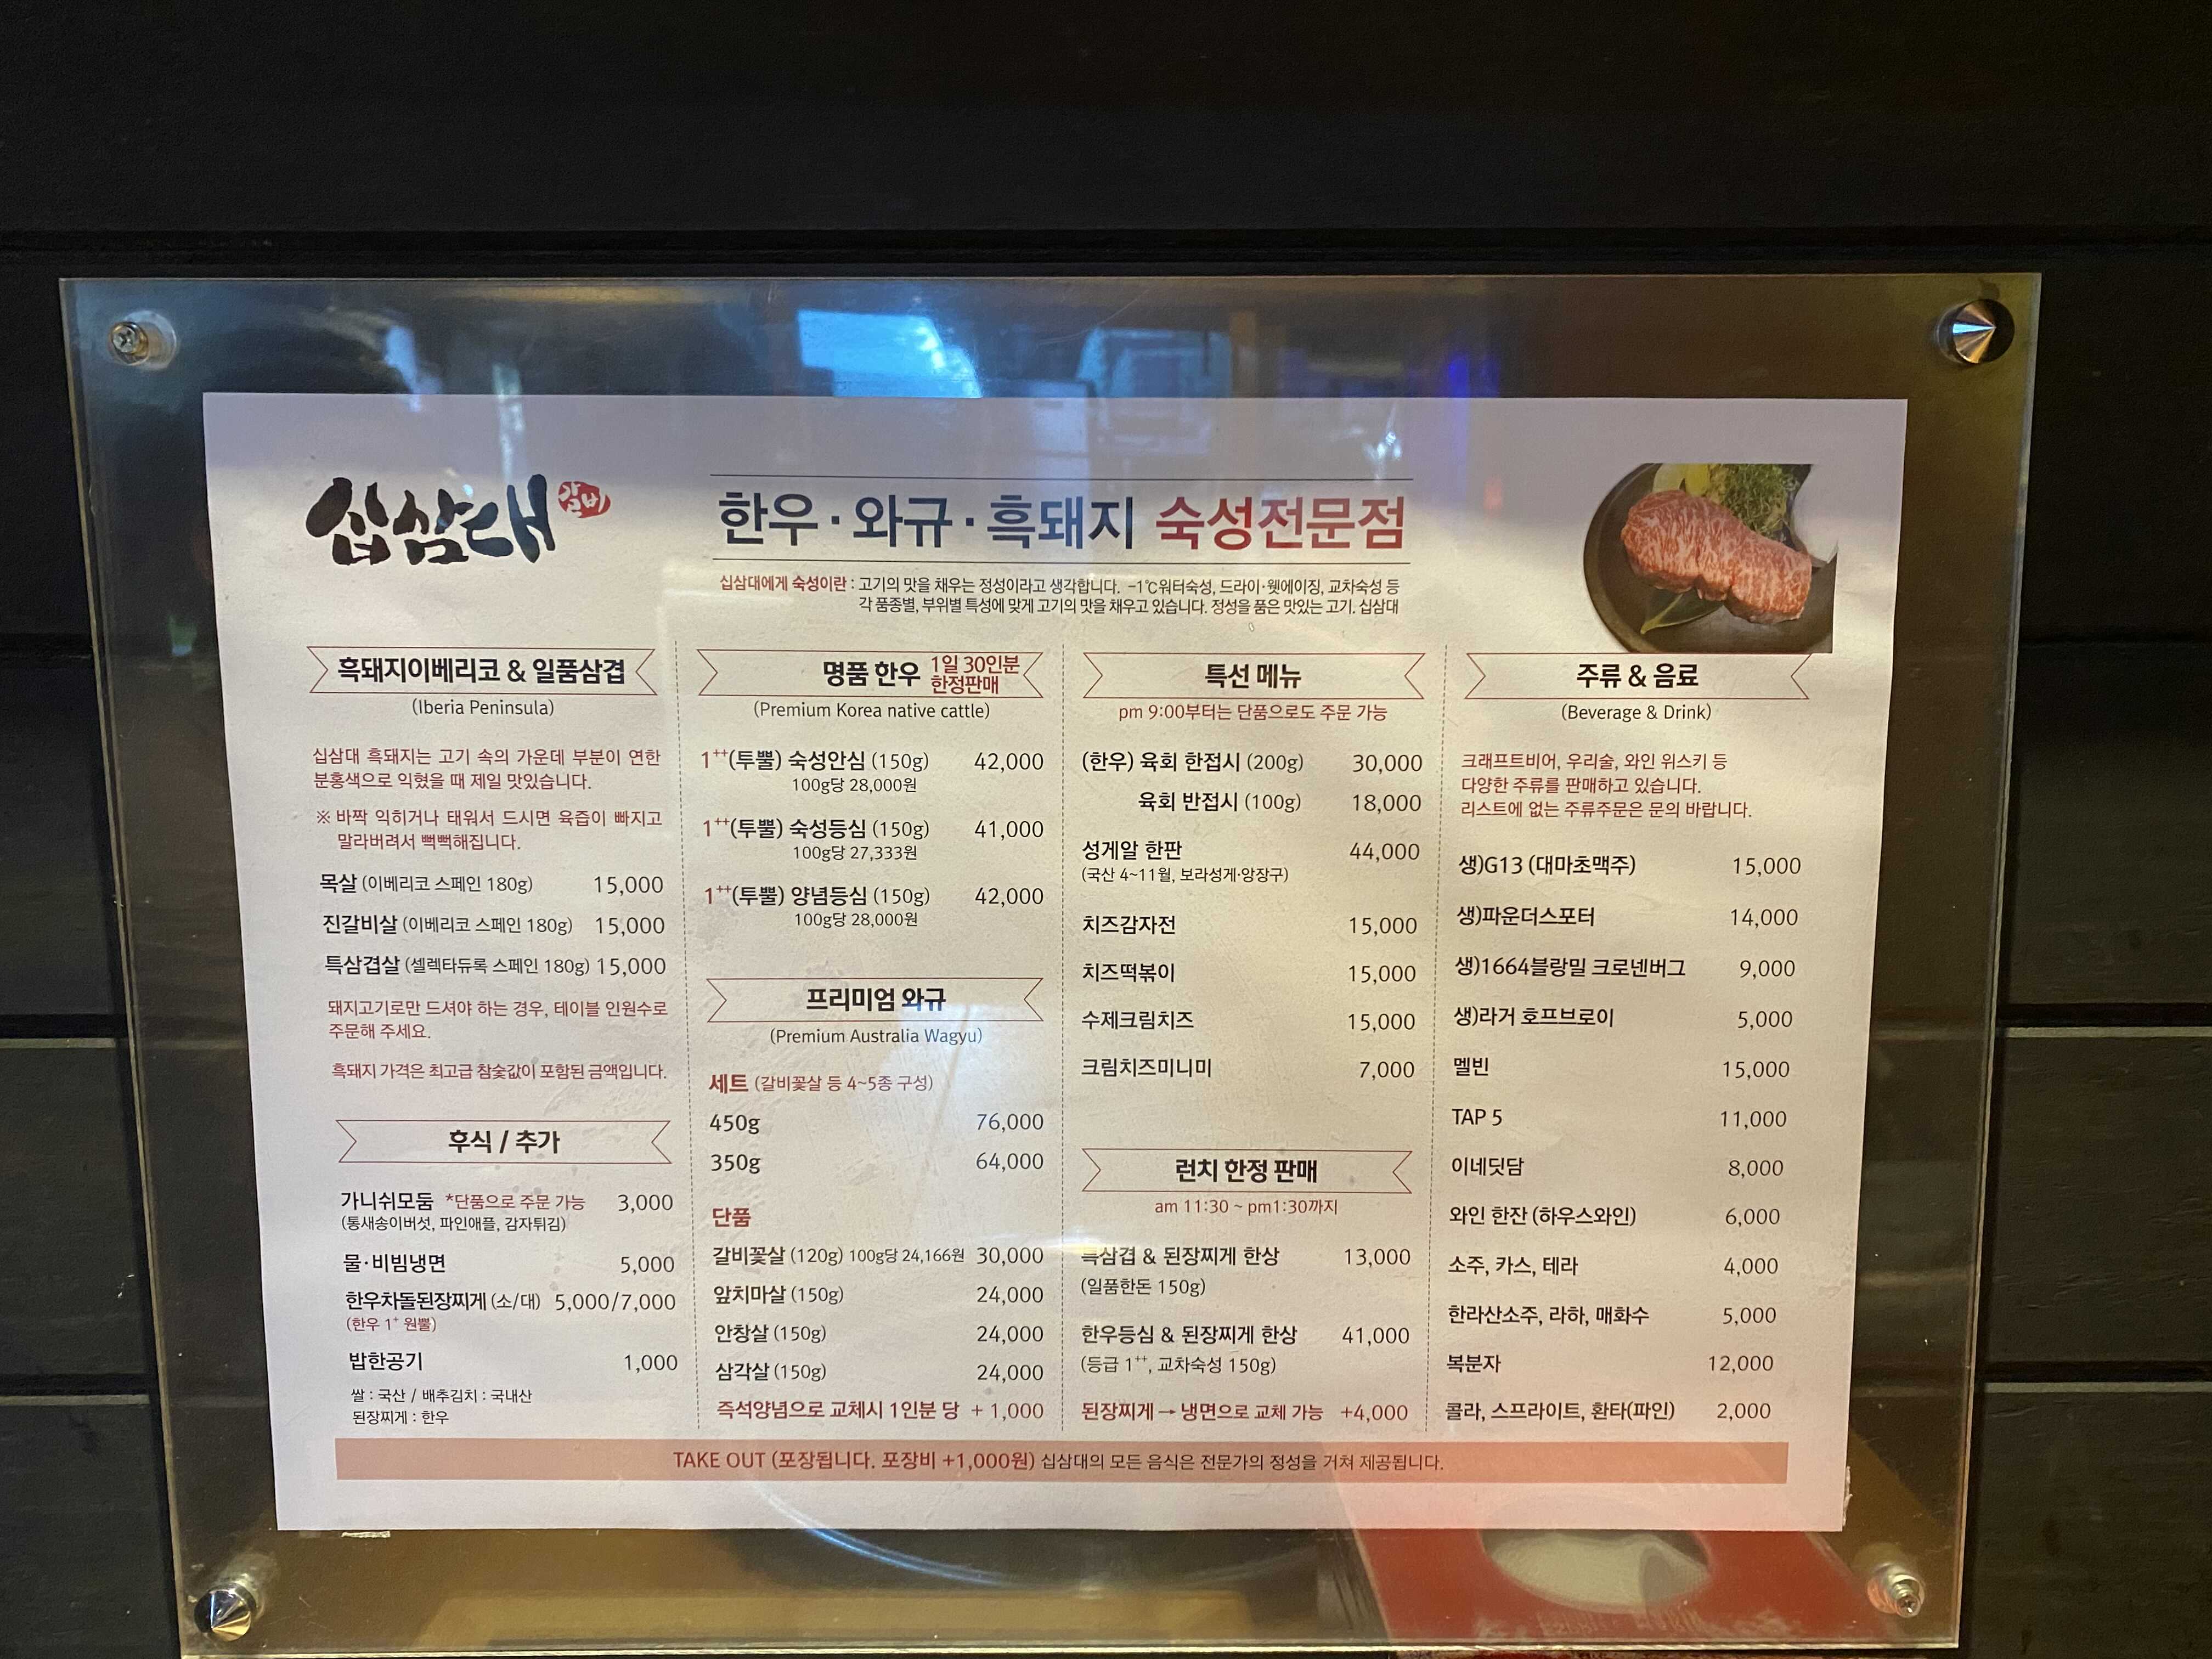 십삼대 갈비
한우·와규·흑돼지 숙성전문점
십삼대에게 숙성이란 : 고기의 맛을 채우는 정성이라고 생각합니다. -1℃워터숙성, 드라이·웻에이징, 교차숙성 등
각 품종별, 부위별 특성에 맞게 고기의 맛을 채우고 있습니다. 정성을 품은 맛있는 고기. 십삼대
흑돼지이베리코 & 일품삼겹
(Iberia Peninsula)
십삼대 흑돼지는 고기 속의 가운데 부분이 연한
분홍색으로 익혔을 때 제일 맛있습니다.
※ 바짝 익히거나 태워서 드시면 육즙이 빠지고
말라버려서 뻑뻑해집니다.
목살 (이베리코 스페인 180g) 15,000
진갈비살 (이베리코 스페인 180g) 15,000
특삼겹살 (셀렉타듀록 스페인 180g) 15,000
돼지고기로만 드셔야 하는 경우, 테이블 인원수로
주문해 주세요.
흑돼지 가격은 최고급 참숯값이 포함된 금액입니다.
후식 / 추가
가니쉬모둠 *단품으로 주문 가능 3,000
(통새송이버섯, 파인애플, 감자튀김)
물·비빔냉면 5,000
한우차돌된장찌개 (소/대) 5,000/7,000
(한우 1⁺ 원뿔)
밥한공기 1,000
쌀 : 국산 / 배추김치 : 국내산
된장찌게 : 한우
명품 한우 1일 30인분
한정판매
(Premium Korea native cattle)
1⁺⁺(투뿔) 숙성안심 (150g) 42,000
100g당 28,000원
1⁺⁺(투뿔) 숙성등심 (150g) 41,000
100g당 27,333원
1⁺⁺(투뿔) 양념등심 (150g) 42,000
100g당 28,000원
프리미엄 와규
(Premium Australia Wagyu)
세트 (갈비꽃살 등 4~5종 구성)
450g 76,000
350g 64,000
단품
갈비꽃살 (120g) 100g당 24,166원 30,000
앞치마살 (150g) 24,000
안창살 (150g) 24,000
삼각살 (150g) 24,000
즉석양념으로 교체시 1인분 당 + 1,000
특선 메뉴
pm 9:00부터는 단품으로도 주문 가능
(한우) 육회 한접시 (200g) 30,000
육회 반접시 (100g) 18,000
성게알 한판 44,000
(국산 4~11월, 보라성게·앙장구)
치즈감자전 15,000
치즈떡볶이 15,000
수제크림치즈 15,000
크림치즈미니미 7,000
런치 한정 판매
am 11:30 ~ pm1:30까지
특삼겹 & 된장찌게 한상 13,000
(일품한돈 150g)
한우등심 & 된장찌게 한상 41,000
(등급 1⁺⁺, 교차숙성 150g)
된장찌게 → 냉면으로 교체 가능 +4,000
주류 & 음료
(Beverage & Drink)
크래프트비어, 우리술, 와인 위스키 등
다양한 주류를 판매하고 있습니다.
리스트에 없는 주류주문은 문의 바랍니다.
생)G13 (대마초맥주) 15,000
생)파운더스포터 14,000
생)1664블랑밀 크로넨버그 9,000
생)라거 호프브로이 5,000
멜빈 15,000
TAP 5 11,000
이네딧담 8,000
와인 한잔 (하우스와인) 6,000
소주, 카스, 테라 4,000
한라산소주, 라하, 매화수 5,000
복분자 12,000
콜라, 스프라이트, 환타(파인) 2,000
TAKE OUT (포장됩니다. 포장비 +1,000원) 십삼대의 모든 음식은 전문가의 정성을 거쳐 제공됩니다.